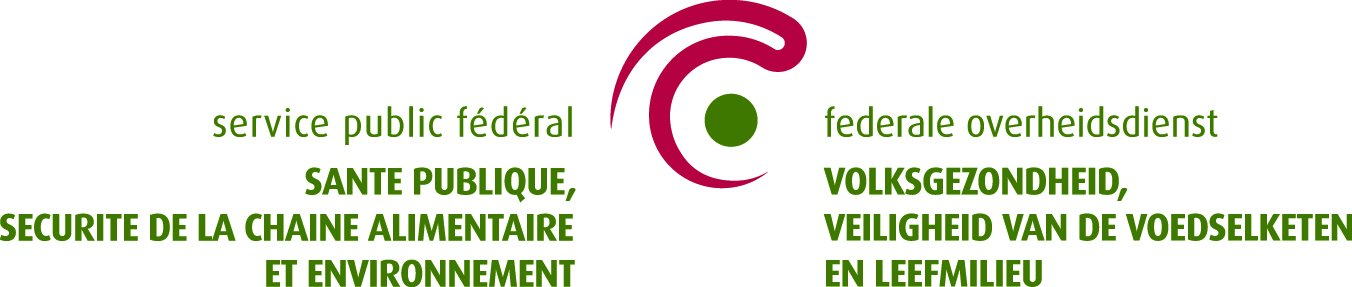 service public fédéral
SANTE PUBLIQUE,
SECURITE DE LA CHAINE ALIMENTAIRE
ET ENVIRONNEMENT
federale overheidsdienst
VOLKSGEZONDHEID,
VEILIGHEID VAN DE VOEDSELKETEN
EN LEEFMILIEU